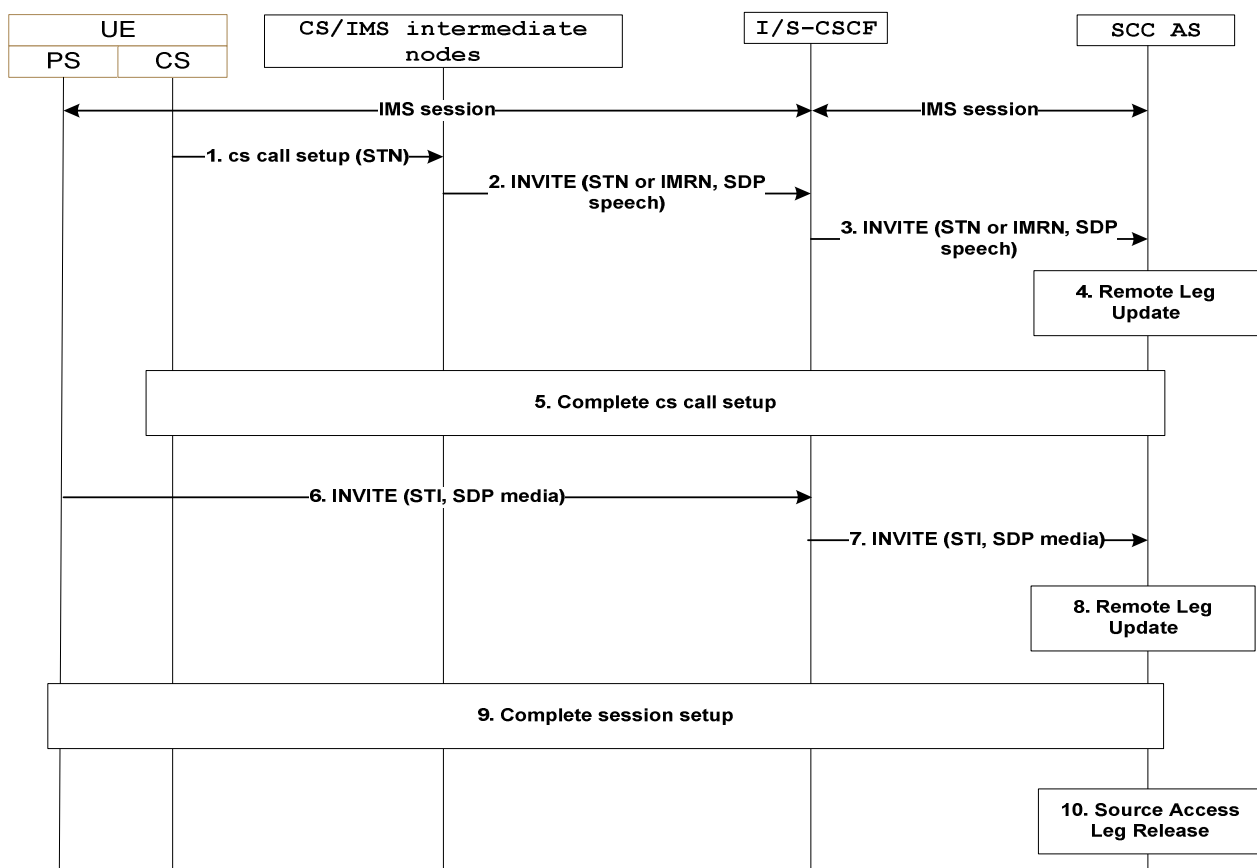 UE
PS
CS
CS/IMS intermediate
nodes
I/S-CSCF
SCC AS
IMS session
IMS session
1. cs call setup (STN)
2. INVITE (STN or IMRN, SDP
speech)
3. INVITE (STN or IMRN, SDP
speech)
4. Remote Leg
Update
5. Complete cs call setup
6. INVITE (STI, SDP media)
7. INVITE (STI, SDP media)
8. Remote Leg
Update
9. Complete session setup
10. Source Access
Leg Release